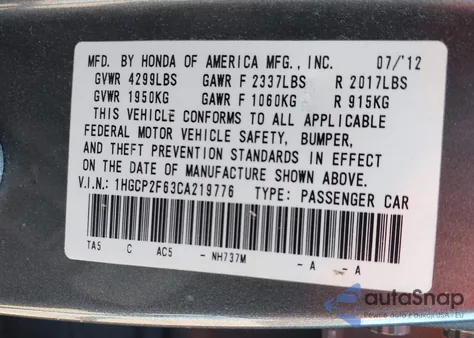 MFD. BY HONDA OF AMERICA MFG., INC. 07/'12
GVWR 4299LBS GAWR F 2337LBS R 2017LBS
GVWR 1950KG GAWR F 1060KG R 915KG
THIS VEHICLE CONFORMS TO ALL APPLICABLE
FEDERAL MOTOR VEHICLE SAFETY, BUMPER,
AND THEFT PREVENTION STANDARDS IN EFFECT
ON THE DATE OF MANUFACTURE SHOWN ABOVE.
V.I.N.: 1HGCP2F63CA219776 TYPE: PASSENGER CAR
TA5 C AC5 - NH737M - A - A
autoSnap